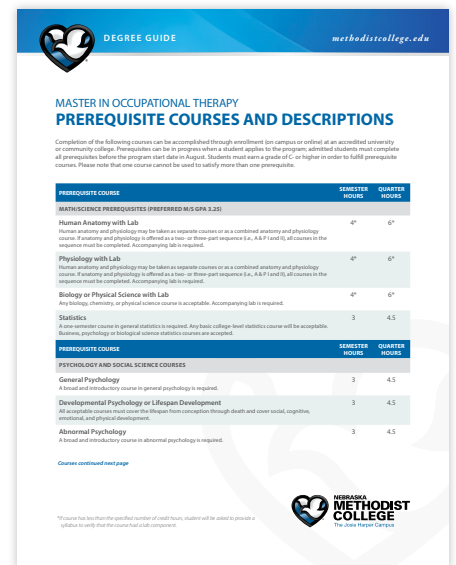 DEGREE GUIDE
methodistcollege.edu
MASTER IN OCCUPATIONAL THERAPY
PREREQUISITE COURSES AND DESCRIPTIONS
Completion of the following courses can be accomplished through enrollment (on campus or online) at an accredited university
or community college. Prerequisites can be in progress when a student applies to the program; admitted students must complete
all prerequisites before the program start date in August. Students must earn a grade of C- or higher in order to fulfill prerequisite
courses. Please note that one course cannot be used to satisfy more than one prerequisite.
PREREQUISITE COURSE SEMESTER HOURS QUARTER HOURS
MATH/SCIENCE PREREQUISITES (PREFERRED M/S GPA 3.25)
Human Anatomy with Lab 4* 6*
Human anatomy and physiology may be taken as separate courses or as a combined anatomy and physiology
course. If anatomy and physiology is offered as a two- or three-part sequence (i.e., A & P I and II), all courses in the
sequence must be completed. Accompanying lab is required.
Physiology with Lab 4* 6*
Human anatomy and physiology may be taken as separate courses or as a combined anatomy and physiology
course. If anatomy and physiology is offered as a two- or three-part sequence (i.e., A & P I and II), all courses in the
sequence must be completed. Accompanying lab is required.
Biology or Physical Science with Lab 4* 6*
Any biology, chemistry, or physical science course is acceptable. Accompanying lab is required.
Statistics 3 4.5
A one-semester course in general statistics is required. Any basic college-level statistics course will be acceptable.
Business, psychology or biological science statistics courses are accepted.
PREREQUISITE COURSE SEMESTER HOURS QUARTER HOURS
PSYCHOLOGY AND SOCIAL SCIENCE COURSES
General Psychology 3 4.5
A broad and introductory course in general psychology is required.
Developmental Psychology or Lifespan Development 3 4.5
All acceptable courses must cover the lifespan from conception through death and cover social, cognitive,
emotional, and physical development.
Abnormal Psychology 3 4.5
A broad and introductory course in abnormal psychology is required.
Courses continued next page
*If course has less than the specified number of credit hours, student will be asked to provide a
syllabus to verify that the course had a lab component.
NEBRASKA
METHODIST
COLLEGE
The Josie Harper Campus